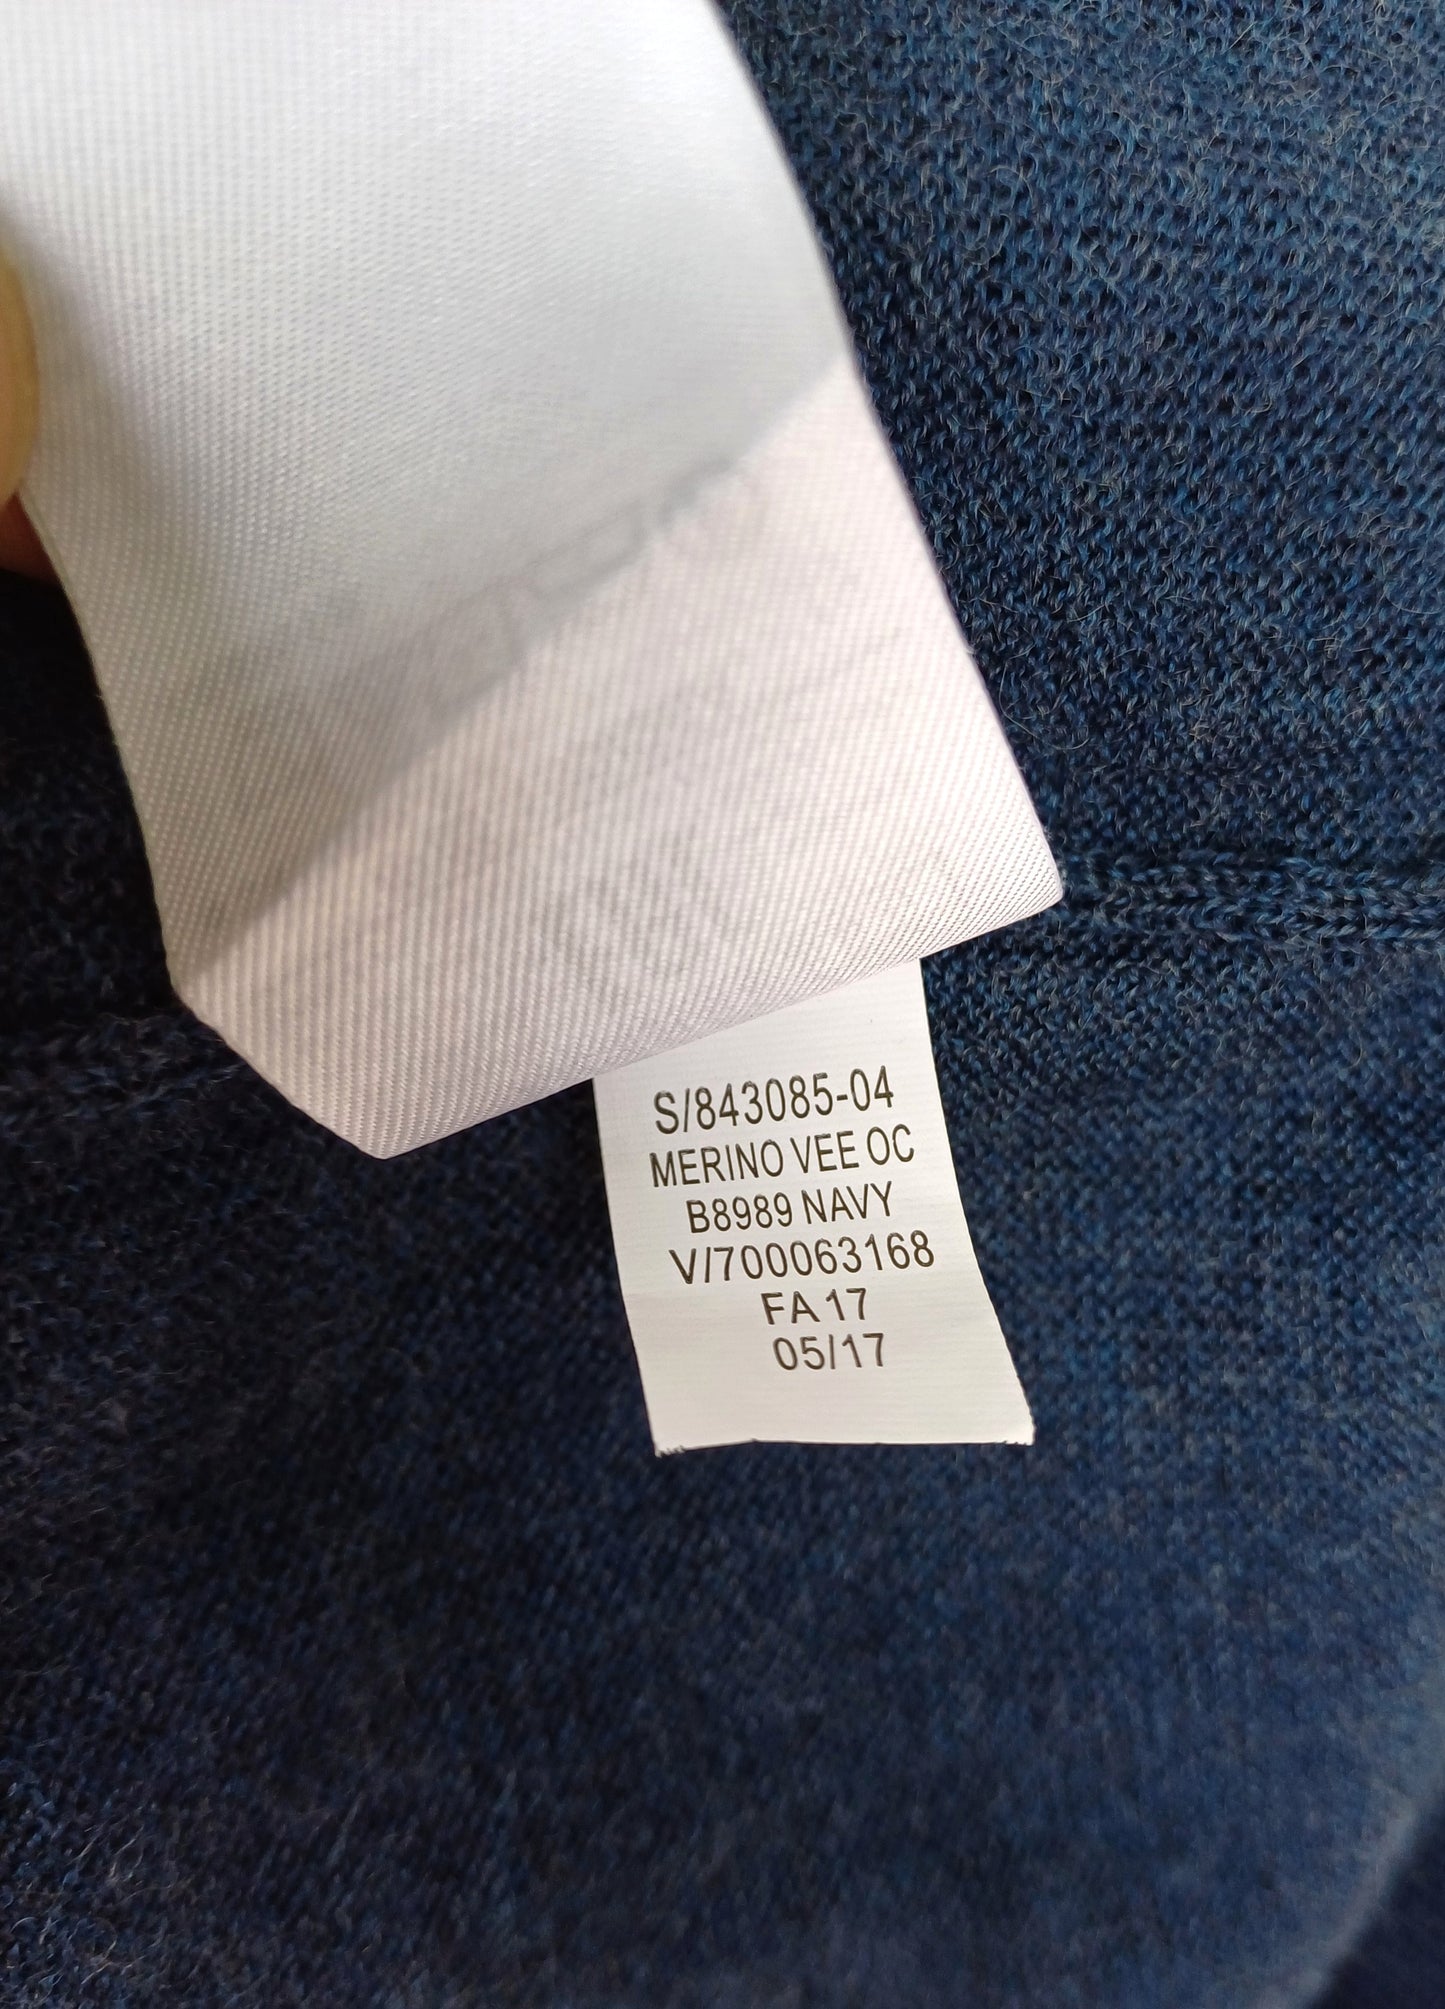 S/843085-04
MERINO VEE OC
B8989 NAVY
V/700063168
FA 17
05/17